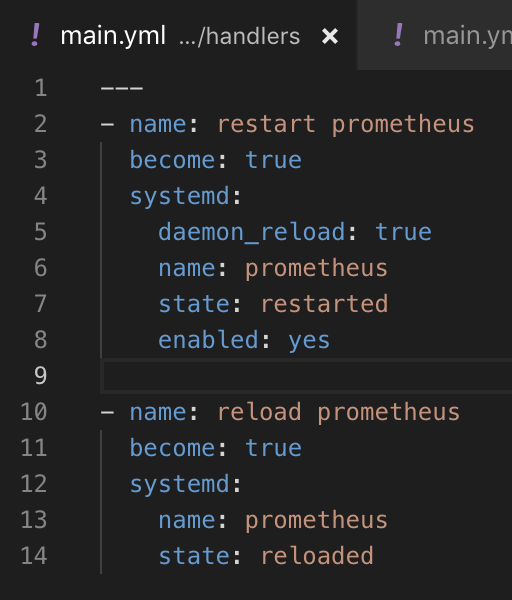 ! main.yml .../handlers × ! main.ym
1 ---
2 - name: restart prometheus
3   become: true
4   systemd:
5     daemon_reload: true
6     name: prometheus
7     state: restarted
8     enabled: yes
9
10 - name: reload prometheus
11   become: true
12   systemd:
13     name: prometheus
14     state: reloaded